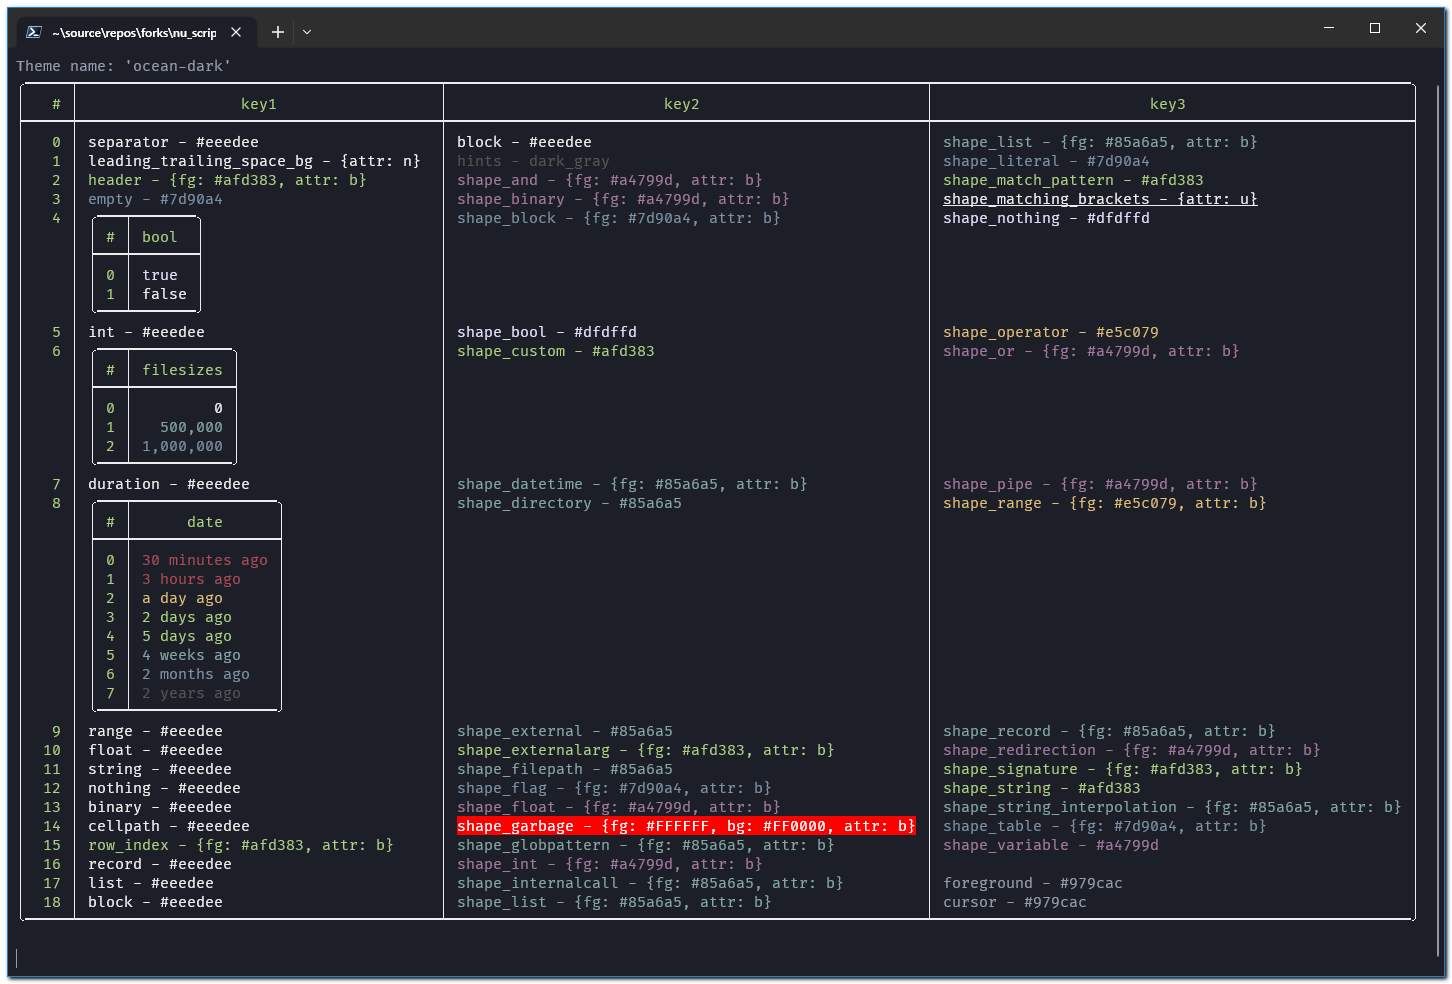 ~\source\repos\forks\nu_scrip
Theme name: 'ocean-dark'
# key1 key2 key3
0 separator - #eeedee block - #eeedee shape_list - {fg: #85a6a5, attr: b}
1 leading_trailing_space_bg - {attr: n} hints - dark_gray shape_literal - #7d90a4
2 header - {fg: #afd383, attr: b} shape_and - {fg: #a4799d, attr: b} shape_match_pattern - #afd383
3 empty - #7d90a4 shape_binary - {fg: #a4799d, attr: b} shape_matching_brackets - {attr: u}
4 shape_block - {fg: #7d90a4, attr: b} shape_nothing - #dfdffd
# bool
0 true
1 false
5 int - #eeedee shape_bool - #dfdffd shape_operator - #e5c079
6 shape_custom - #afd383 shape_or - {fg: #a4799d, attr: b}
# filesizes
0 0
1 500,000
2 1,000,000
7 duration - #eeedee shape_datetime - {fg: #85a6a5, attr: b} shape_pipe - {fg: #a4799d, attr: b}
8 shape_directory - #85a6a5 shape_range - {fg: #e5c079, attr: b}
# date
0 30 minutes ago
1 3 hours ago
2 a day ago
3 2 days ago
4 5 days ago
5 4 weeks ago
6 2 months ago
7 2 years ago
9 range - #eeedee shape_external - #85a6a5 shape_record - {fg: #85a6a5, attr: b}
10 float - #eeedee shape_externalarg - {fg: #afd383, attr: b} shape_redirection - {fg: #a4799d, attr: b}
11 string - #eeedee shape_filepath - #85a6a5 shape_signature - {fg: #afd383, attr: b}
12 nothing - #eeedee shape_flag - {fg: #7d90a4, attr: b} shape_string - #afd383
13 binary - #eeedee shape_float - {fg: #a4799d, attr: b} shape_string_interpolation - {fg: #85a6a5, attr: b}
14 cellpath - #eeedee shape_garbage - {fg: #FFFFFF, bg: #FF0000, attr: b} shape_table - {fg: #7d90a4, attr: b}
15 row_index - {fg: #afd383, attr: b} shape_globpattern - {fg: #85a6a5, attr: b} shape_variable - #a4799d
16 record - #eeedee shape_int - {fg: #a4799d, attr: b}
17 list - #eeedee shape_internalcall - {fg: #85a6a5, attr: b} foreground - #979cac
18 block - #eeedee shape_list - {fg: #85a6a5, attr: b} cursor - #979cac